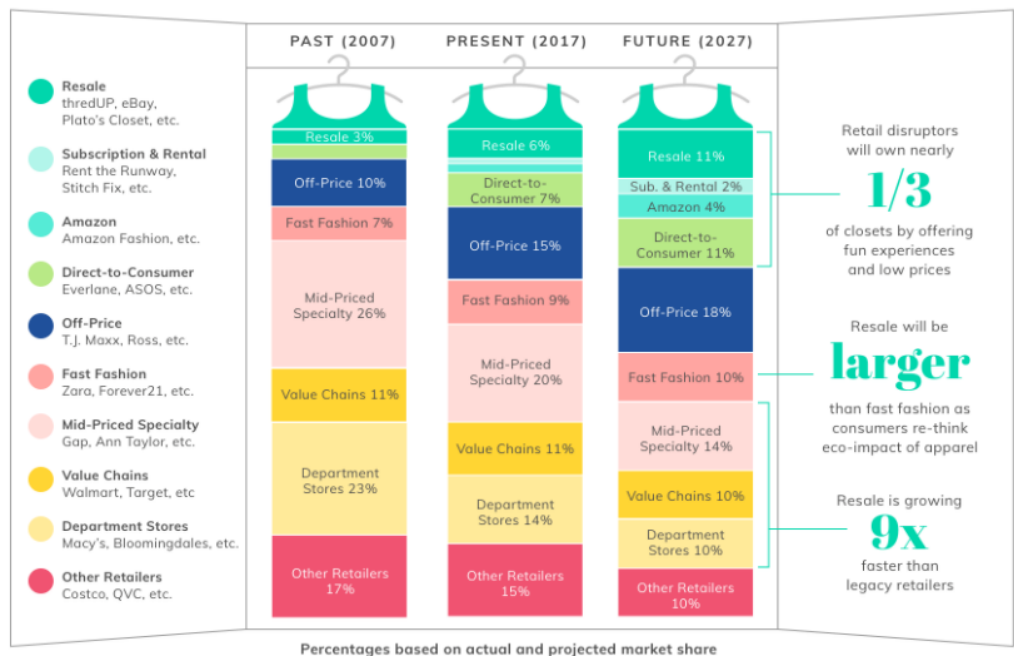 PAST (2007)
PRESENT (2017)
FUTURE (2027)
Resale
thredUP, eBay,
Plato's Closet, etc.
Subscription & Rental
Rent the Runway,
Stitch Fix, etc.
Amazon
Amazon Fashion, etc.
Direct-to-Consumer
Everlane, ASOS, etc.
Off-Price
T.J. Maxx, Ross, etc.
Fast Fashion
Zara, Forever21, etc.
Mid-Priced Specialty
Gap, Ann Taylor, etc.
Value Chains
Walmart, Target, etc
Department Stores
Macy's, Bloomingdales, etc.
Other Retailers
Costco, QVC, etc.
Resale 3%
Off-Price 10%
Fast Fashion 7%
Mid-Priced
Specialty 26%
Value Chains 11%
Department
Stores 23%
Other Retailers
17%
Resale 6%
Direct-to-
Consumer 7%
Off-Price 15%
Fast Fashion 9%
Mid-Priced
Specialty 20%
Value Chains 11%
Department
Stores 14%
Other Retailers
15%
Resale 11%
Sub. & Rental 2%
Amazon 4%
Direct-to-
Consumer 11%
Off-Price 18%
Fast Fashion 10%
Mid-Priced
Specialty 14%
Value Chains 10%
Department
Stores 10%
Other Retailers
10%
Retail disruptors
will own nearly
1/3
of closets by offering
fun experiences
and low prices
Resale will be
larger
than fast fashion as
consumers re-think
eco-impact of apparel
Resale is growing
9x
faster than
legacy retailers
Percentages based on actual and projected market share